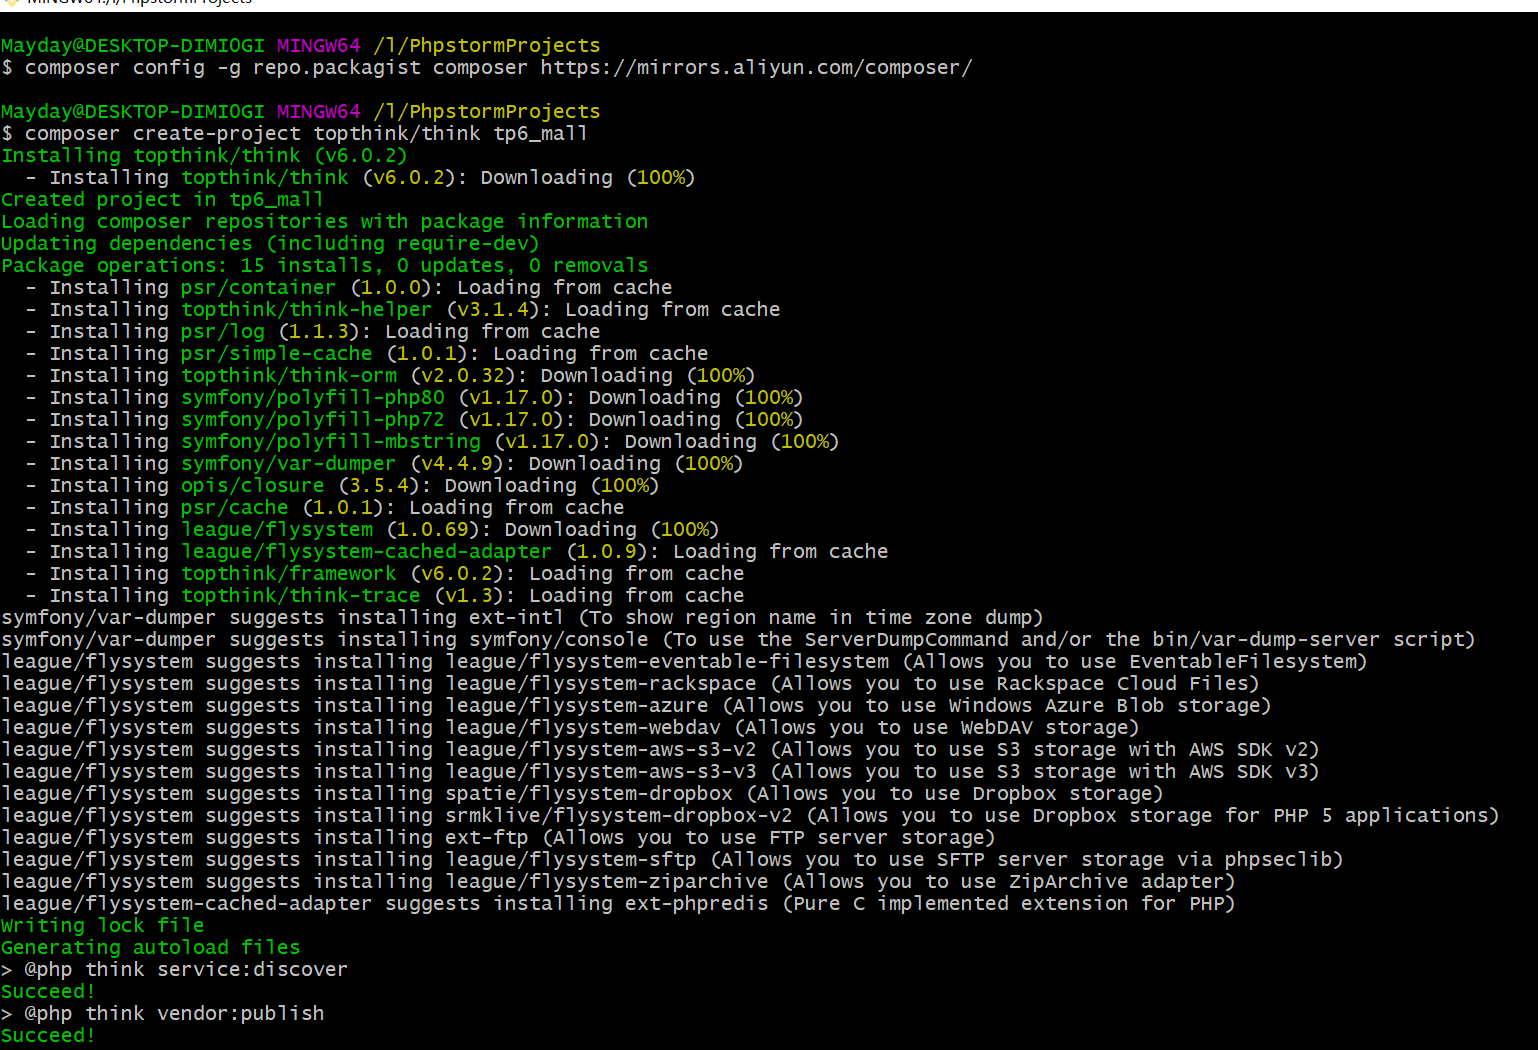 MINGW64:/l/PhpstormProjects
Mayday@DESKTOP-DIMI0GI MINGW64 /l/PhpstormProjects
$ composer config -g repo.packagist composer https://mirrors.aliyun.com/composer/
Mayday@DESKTOP-DIMI0GI MINGW64 /l/PhpstormProjects
$ composer create-project topthink/think tp6_mall
Installing topthink/think (v6.0.2)
  - Installing topthink/think (v6.0.2): Downloading (100%)
Created project in tp6_mall
Loading composer repositories with package information
Updating dependencies (including require-dev)
Package operations: 15 installs, 0 updates, 0 removals
  - Installing psr/container (1.0.0): Loading from cache
  - Installing topthink/think-helper (v3.1.4): Loading from cache
  - Installing psr/log (1.1.3): Loading from cache
  - Installing psr/simple-cache (1.0.1): Loading from cache
  - Installing topthink/think-orm (v2.0.32): Downloading (100%)
  - Installing symfony/polyfill-php80 (v1.17.0): Downloading (100%)
  - Installing symfony/polyfill-php72 (v1.17.0): Downloading (100%)
  - Installing symfony/polyfill-mbstring (v1.17.0): Downloading (100%)
  - Installing symfony/var-dumper (v4.4.9): Downloading (100%)
  - Installing opis/closure (3.5.4): Downloading (100%)
  - Installing psr/cache (1.0.1): Loading from cache
  - Installing league/flysystem (1.0.69): Downloading (100%)
  - Installing league/flysystem-cached-adapter (1.0.9): Loading from cache
  - Installing topthink/framework (v6.0.2): Loading from cache
  - Installing topthink/think-trace (v1.3): Loading from cache
symfony/var-dumper suggests installing ext-intl (To show region name in time zone dump)
symfony/var-dumper suggests installing symfony/console (To use the ServerDumpCommand and/or the bin/var-dump-server script)
league/flysystem suggests installing league/flysystem-eventable-filesystem (Allows you to use EventableFilesystem)
league/flysystem suggests installing league/flysystem-rackspace (Allows you to use Rackspace Cloud Files)
league/flysystem suggests installing league/flysystem-azure (Allows you to use Windows Azure Blob storage)
league/flysystem suggests installing league/flysystem-webdav (Allows you to use WebDAV storage)
league/flysystem suggests installing league/flysystem-aws-s3-v2 (Allows you to use S3 storage with AWS SDK v2)
league/flysystem suggests installing league/flysystem-aws-s3-v3 (Allows you to use S3 storage with AWS SDK v3)
league/flysystem suggests installing spatie/flysystem-dropbox (Allows you to use Dropbox storage)
league/flysystem suggests installing srmklive/flysystem-dropbox-v2 (Allows you to use Dropbox storage for PHP 5 applications)
league/flysystem suggests installing ext-ftp (Allows you to use FTP server storage)
league/flysystem suggests installing league/flysystem-sftp (Allows you to use SFTP server storage via phpseclib)
league/flysystem suggests installing league/flysystem-ziparchive (Allows you to use ZipArchive adapter)
league/flysystem-cached-adapter suggests installing ext-phpredis (Pure C implemented extension for PHP)
Writing lock file
Generating autoload files
> @php think service:discover
Succeed!
> @php think vendor:publish
Succeed!